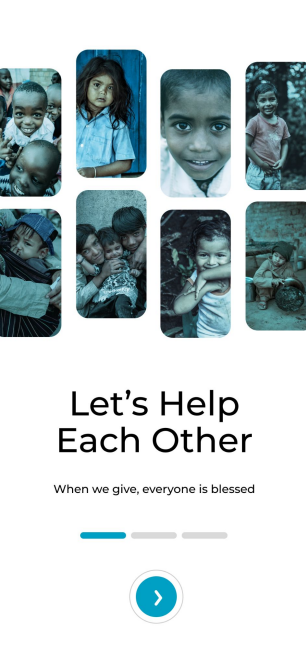 Let’s Help
Each Other
When we give, everyone is blessed